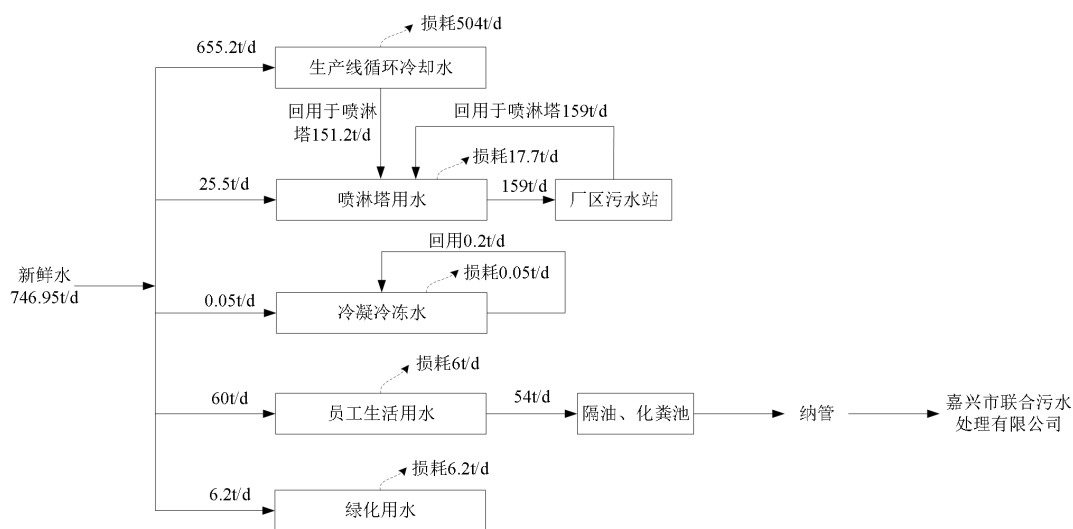 损耗504t/d
655.2t/d
生产线循环冷却水
回用于喷淋
塔151.2t/d
回用于喷淋塔159t/d
损耗17.7t/d
25.5t/d
喷淋塔用水
159t/d
厂区污水站
回用0.2t/d
新鲜水
746.95t/d
损耗0.05t/d
0.05t/d
冷凝冷冻水
损耗6t/d
60t/d
员工生活用水
54t/d
隔油、化粪池
纳管
嘉兴市联合污水
处理有限公司
损耗6.2t/d
6.2t/d
绿化用水